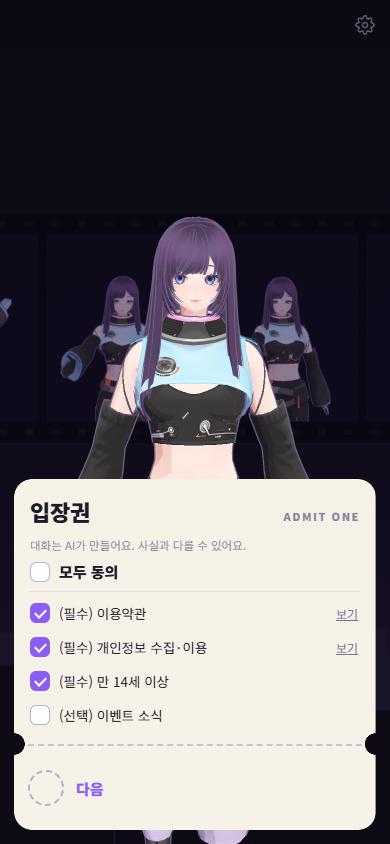 입장권
ADMIT ONE
대화는 AI가 만들어요. 사실과 다를 수 있어요.
모두 동의
(필수) 이용약관 보기
(필수) 개인정보 수집·이용 보기
(필수) 만 14세 이상
(선택) 이벤트 소식
다음